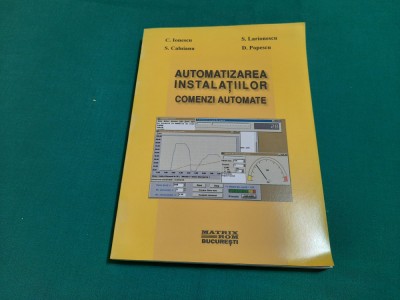 C. Ionescu S. Larionescu
S. Caluianu D. Popescu
AUTOMATIZAREA
INSTALAȚIILOR
COMENZI AUTOMATE
MATRIX
ROM
BUCUREȘTI